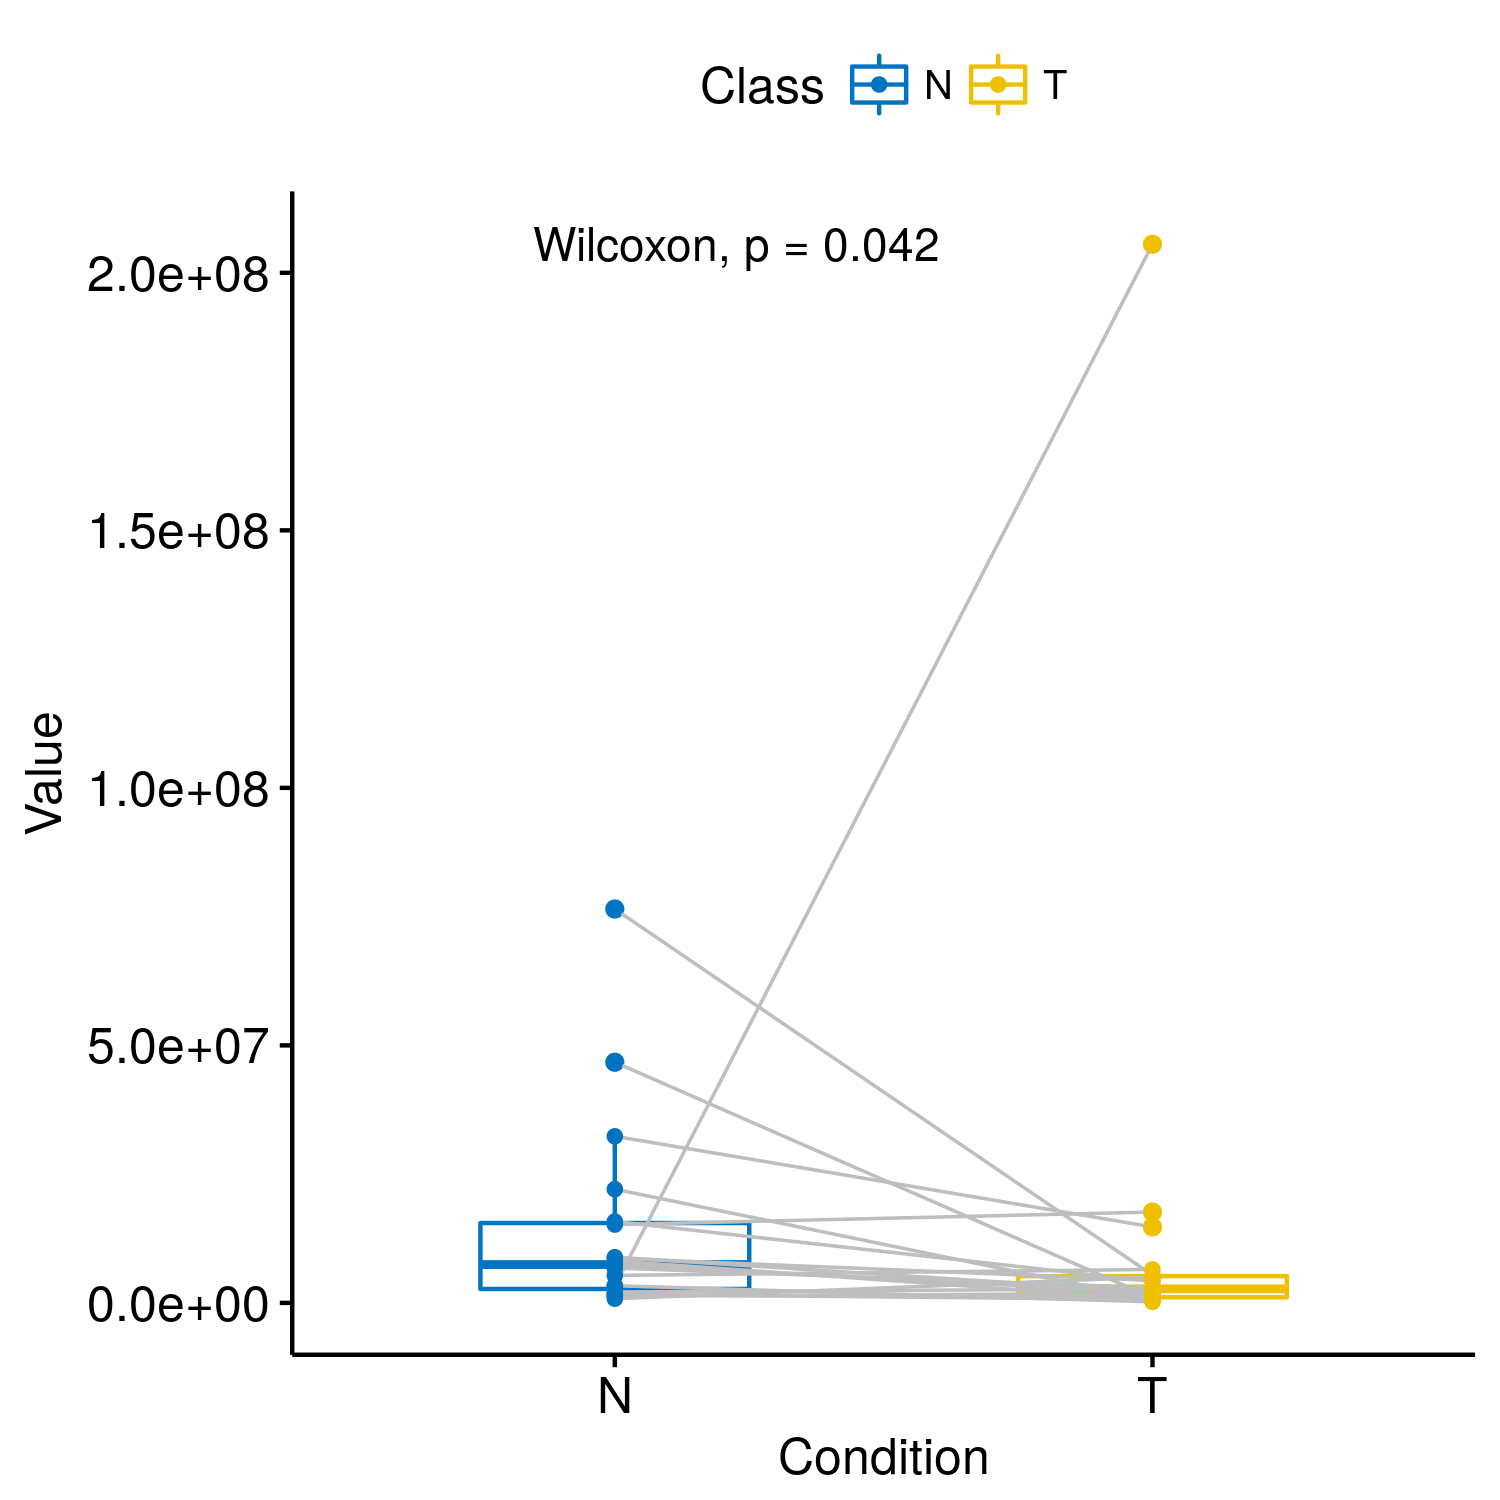 Class N T
Wilcoxon, p = 0.042
2.0e+08
1.5e+08
1.0e+08
5.0e+07
0.0e+00
Value
N T
Condition